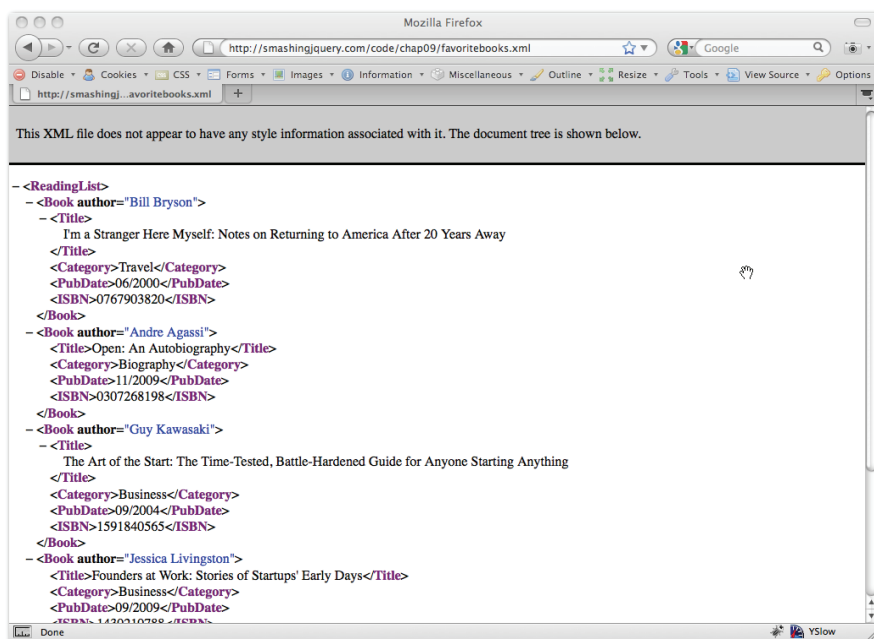 Mozilla Firefox
http://smashingjquery.com/code/chap09/favoritebooks.xml
Google
Disable Cookies CSS Forms Images Information Miscellaneous Outline Resize Tools View Source Options
http://smashingj...avoritebooks.xml +
This XML file does not appear to have any style information associated with it. The document tree is shown below.
– <ReadingList>
– <Book author="Bill Bryson">
– <Title>
I'm a Stranger Here Myself: Notes on Returning to America After 20 Years Away
</Title>
<Category>Travel</Category>
<PubDate>06/2000</PubDate>
<ISBN>0767903820</ISBN>
</Book>
– <Book author="Andre Agassi">
<Title>Open: An Autobiography</Title>
<Category>Biography</Category>
<PubDate>11/2009</PubDate>
<ISBN>0307268198</ISBN>
</Book>
– <Book author="Guy Kawasaki">
– <Title>
The Art of the Start: The Time-Tested, Battle-Hardened Guide for Anyone Starting Anything
</Title>
<Category>Business</Category>
<PubDate>09/2004</PubDate>
<ISBN>1591840565</ISBN>
</Book>
– <Book author="Jessica Livingston">
<Title>Founders at Work: Stories of Startups' Early Days</Title>
<Category>Business</Category>
<PubDate>09/2009</PubDate>
Done YSlow